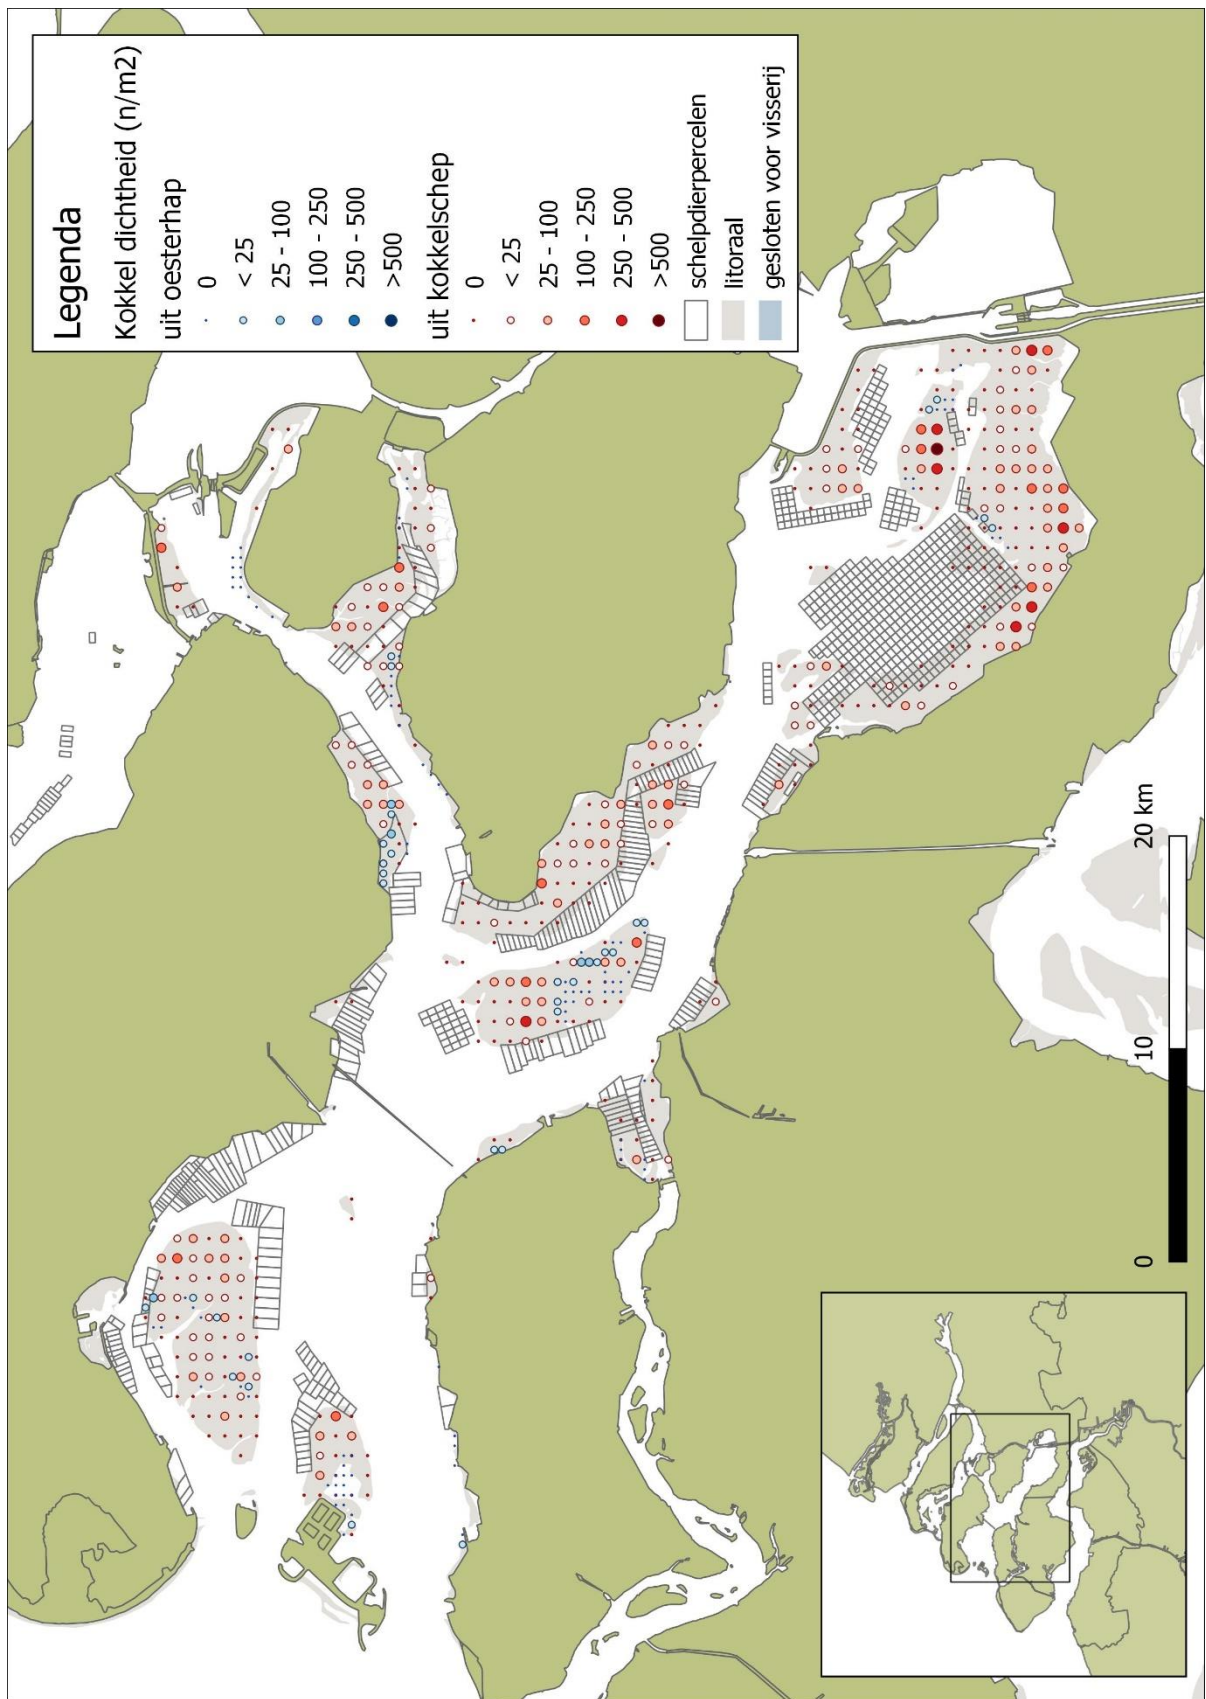 Legenda
Kokkel dichtheid (n/m2)
uit oesterhap
0
< 25
25 - 100
100 - 250
250 - 500
>500
uit kokkelschep
0
< 25
25 - 100
100 - 250
250 - 500
>500
schelpdierpercelen
litoraal
gesloten voor visserij
0
10
20 km